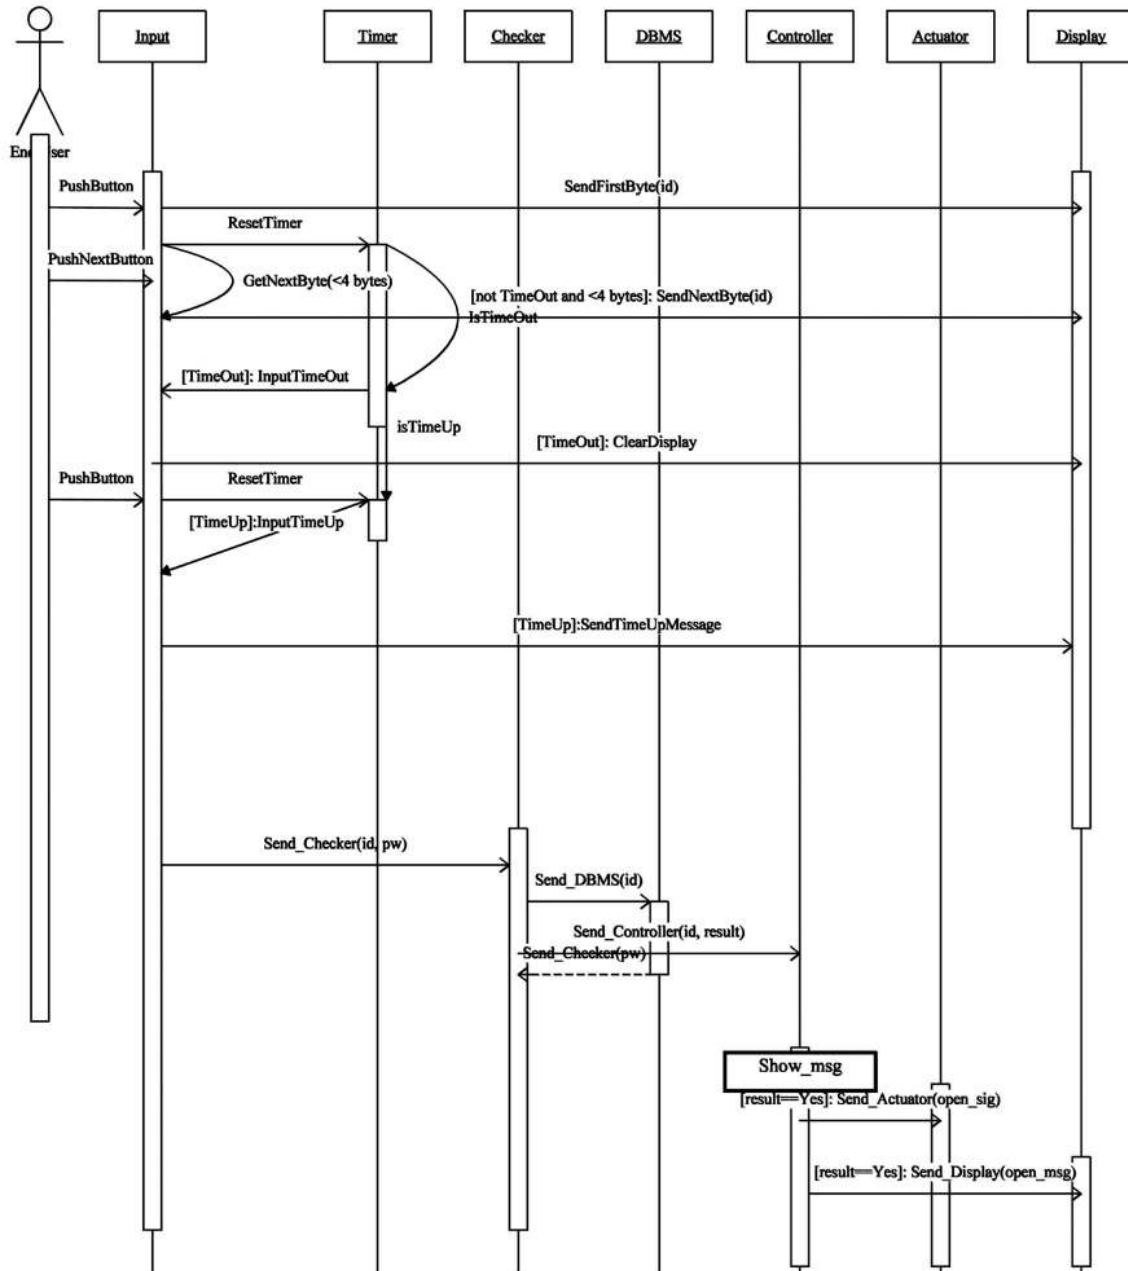 Input
Timer
Checker
DBMS
Controller
Actuator
Display
PushButton
SendFirstByte(id)
ResetTimer
PushNextButton
GetNextByte(<4 bytes)
[not TimeOut and <4 bytes]: SendNextByte(id)
IsTimeOut
[TimeOut]: InputTimeOut
isTimeUp
[TimeOut]: ClearDisplay
PushButton
ResetTimer
[TimeUp]:InputTimeUp
[TimeUp]:SendTimeUpMessage
Send_Checker(id, pw)
Send_DBMS(id)
Send_Controller(id, result)
Send_Checker(pw)
Show_msg
[result==Yes]: Send_Actuator(open_sig)
[result==Yes]: Send_Display(open_msg)